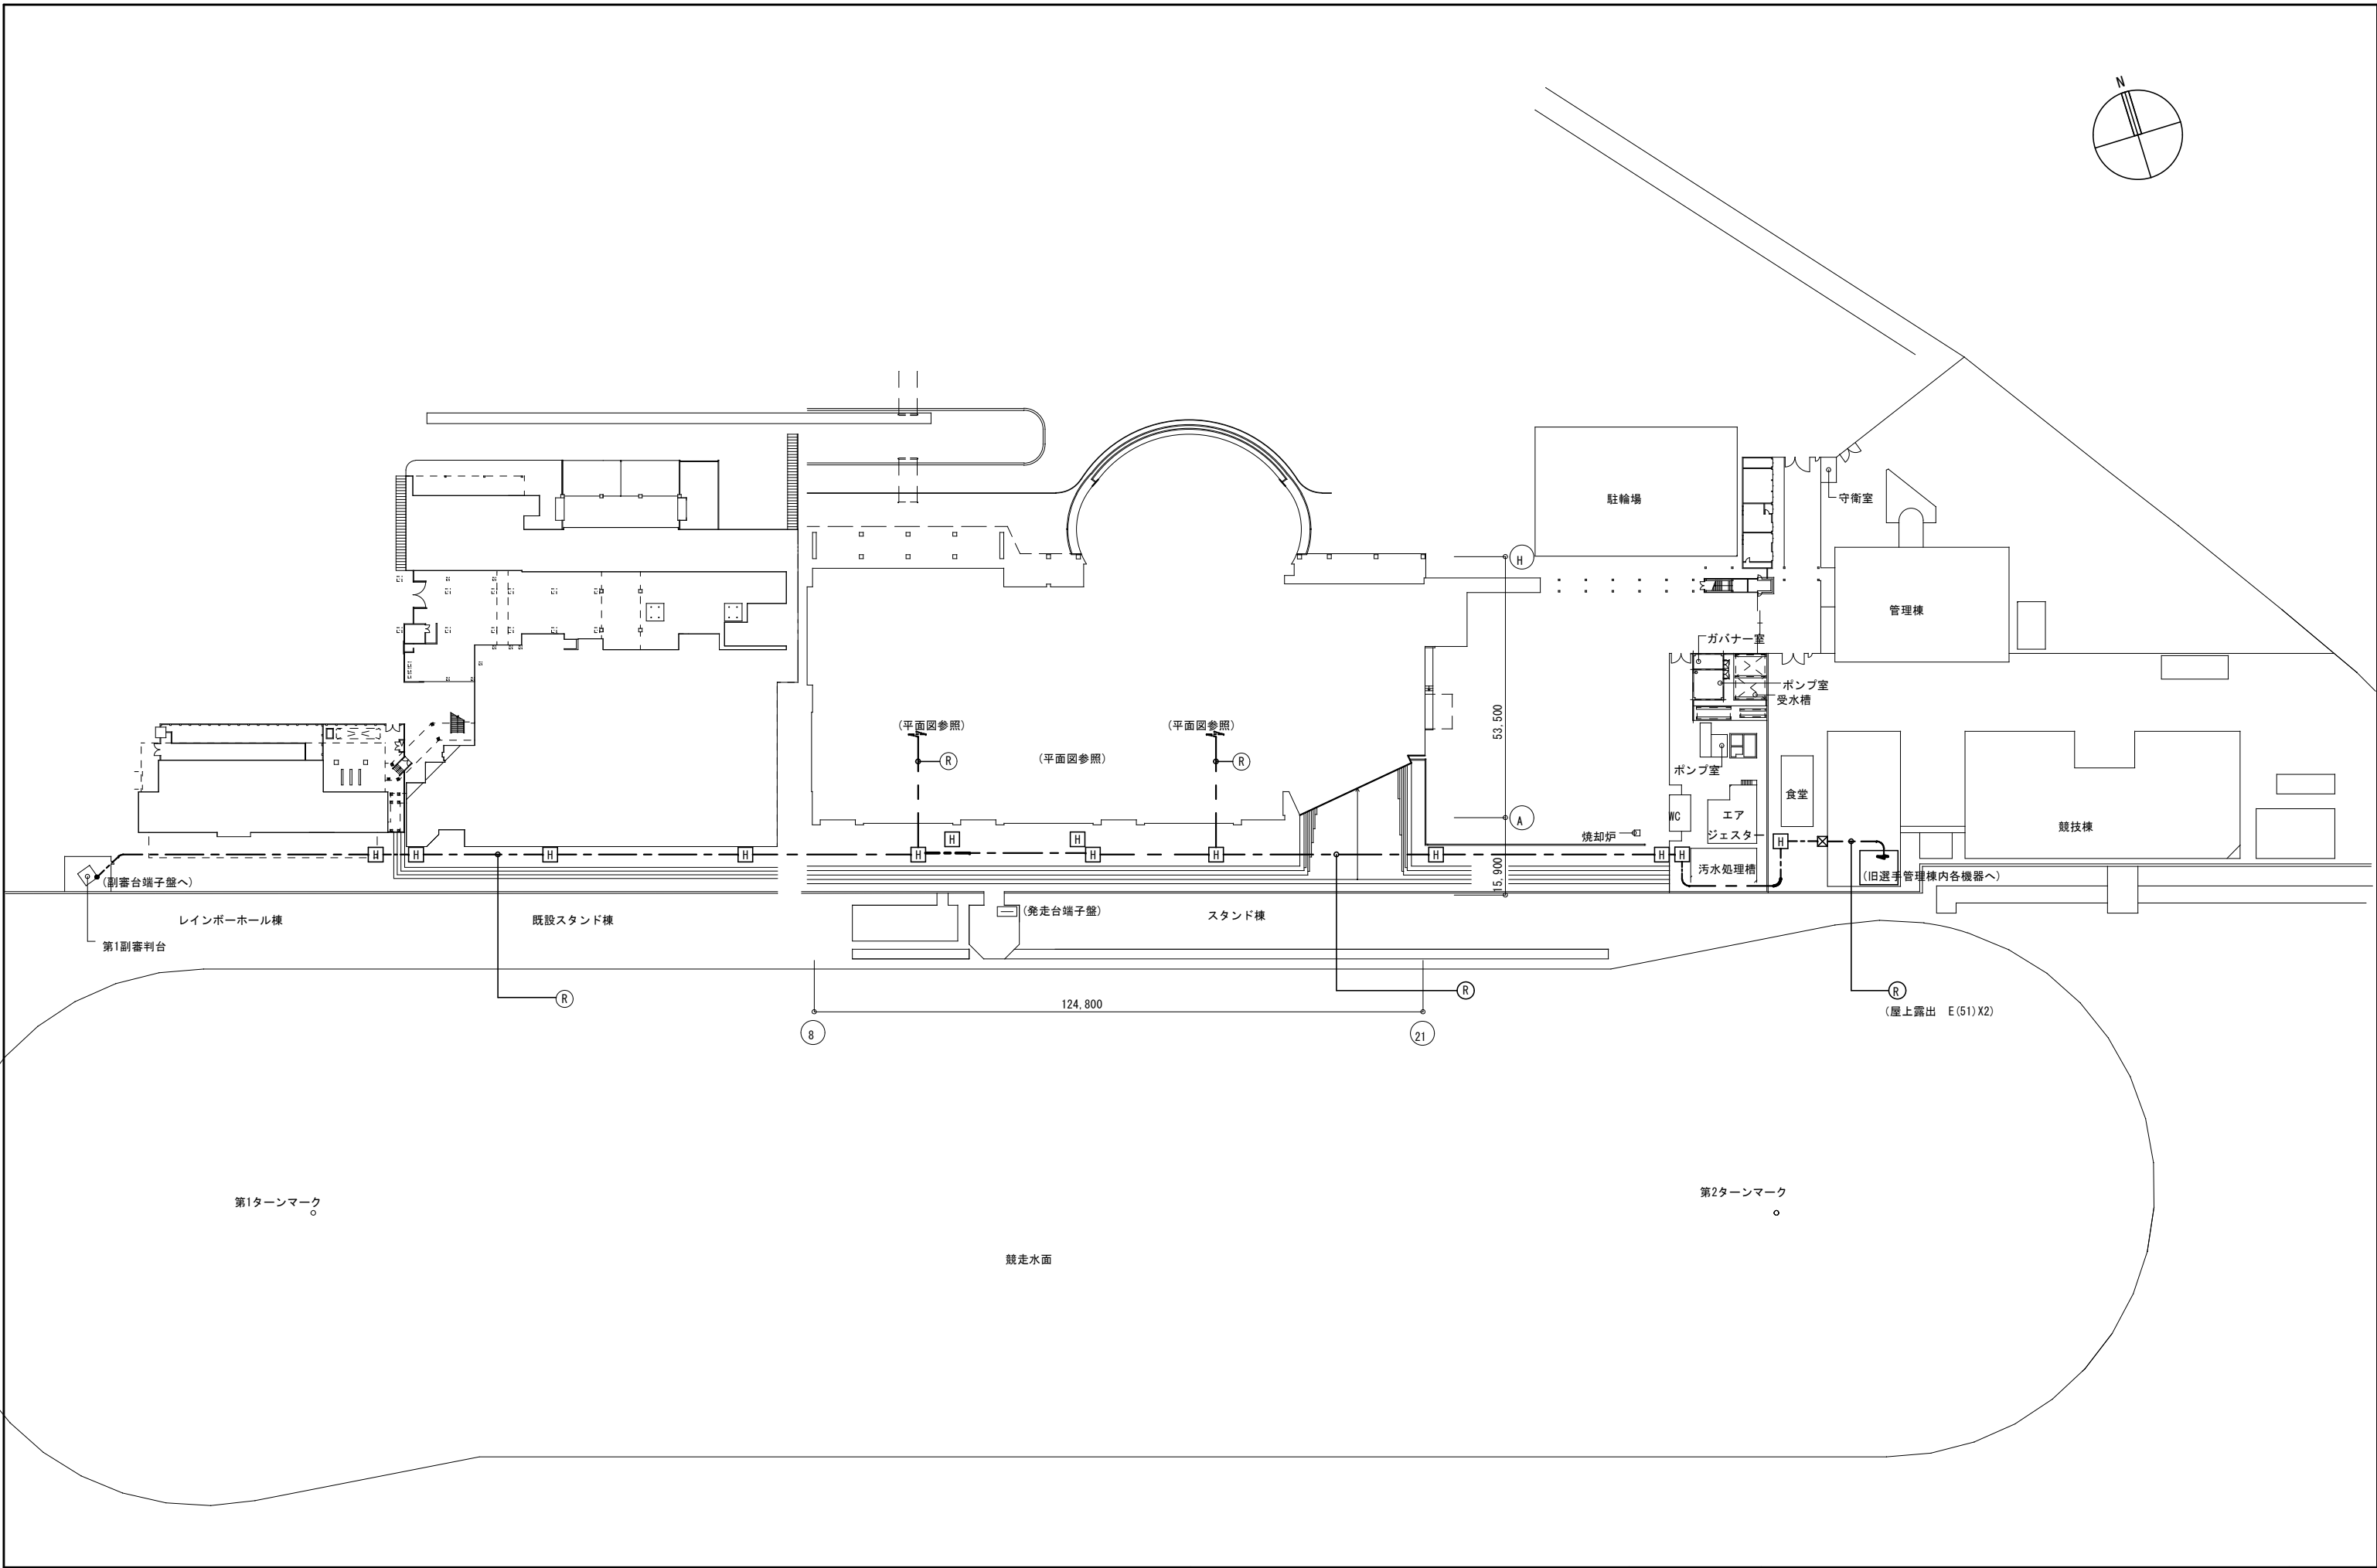 N
駐輪場
守衛室
H
管理棟
ガバナー室
ポンプ室
受水槽
53,500
(平面図参照)
(平面図参照)
(平面図参照)
R
R
ポンプ室
食堂
WC
エア
ジェスター
A
焼却炉
競技棟
H
H
H
H
H
H
H
H
H
H
H
H
H
H
汚水処理槽
15,900
(副審台端子盤へ)
(旧選手管理棟内各機器へ)
レインボーホール棟
既設スタンド棟
(発走台端子盤)
スタンド棟
第1副審判台
R
R
R
(屋上露出 E(51)X2)
124,800
8
21
第1ターンマーク
第2ターンマーク
競走水面